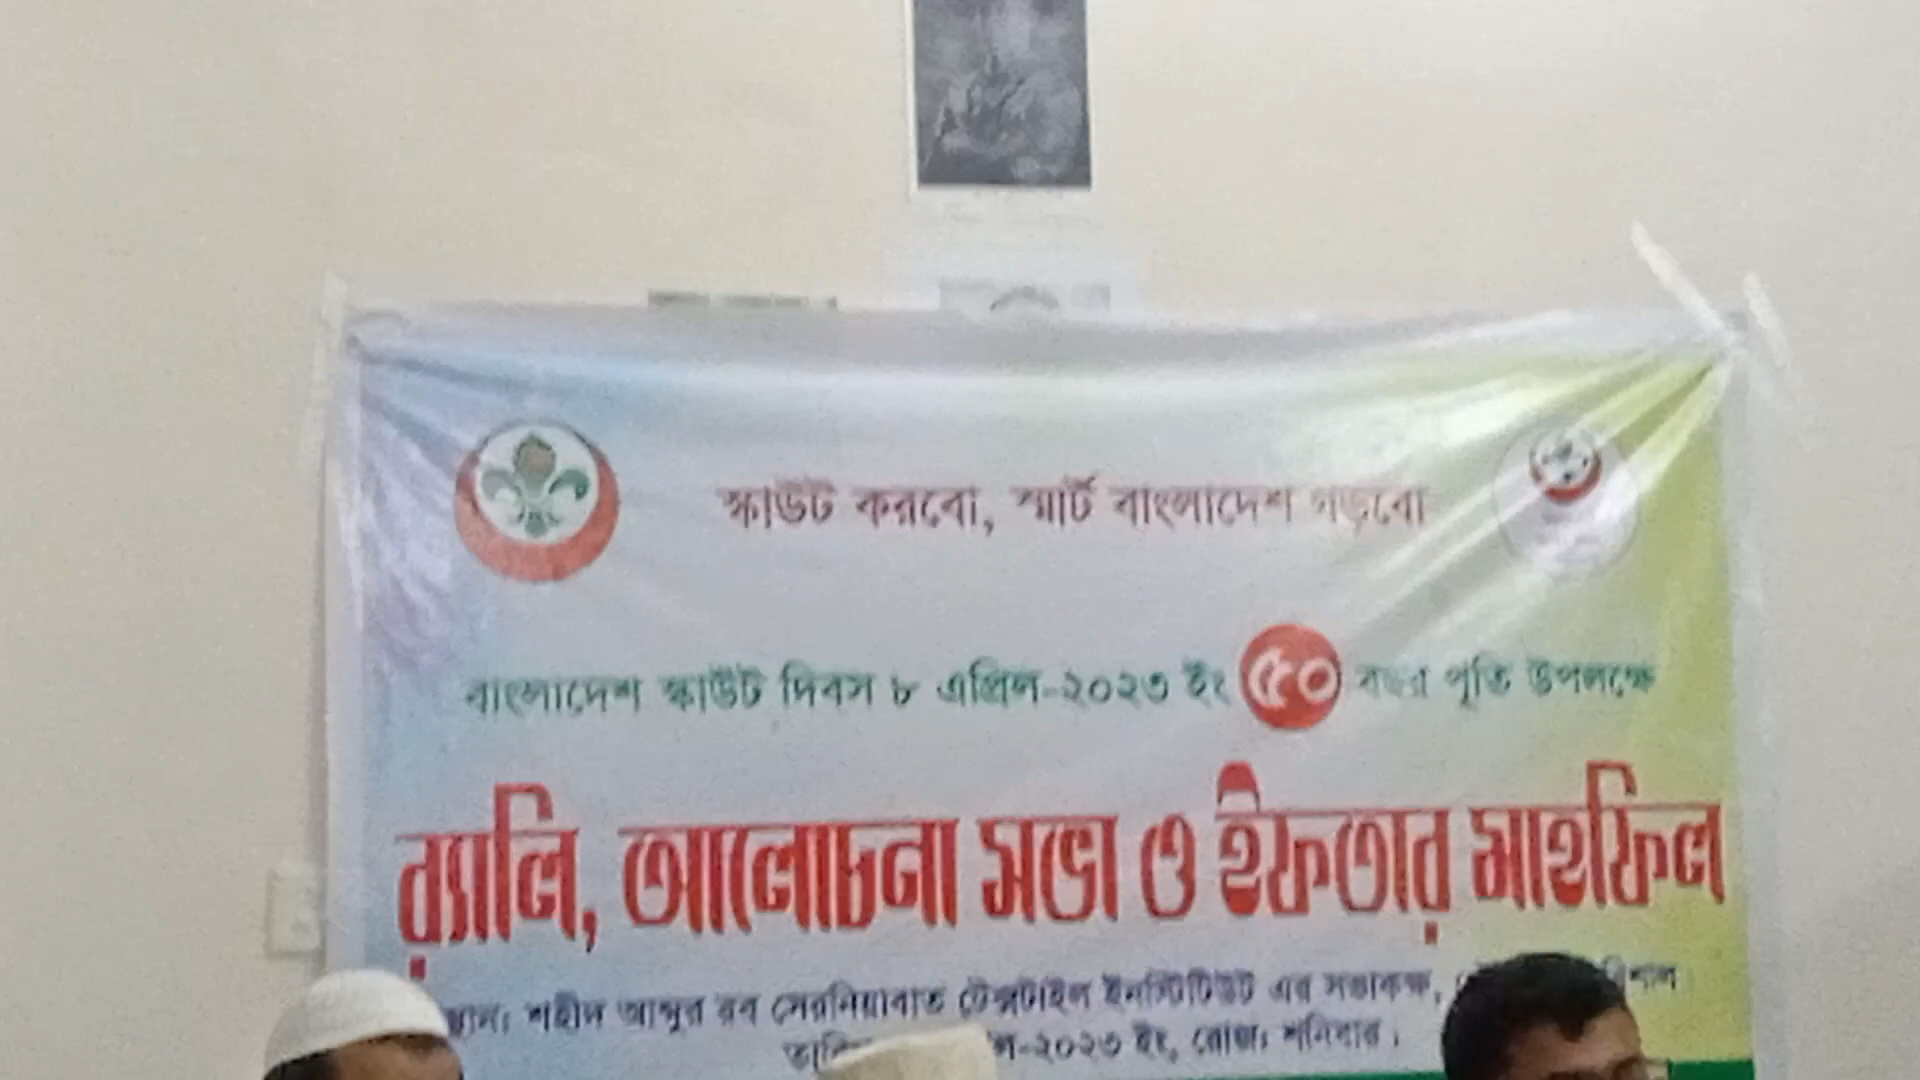 স্কাউট করবো, স্মার্ট বাংলাদেশ গড়বো
বাংলাদেশ স্কাউট দিবস ৮ এপ্রিল-২০২৩ ইং ৫০ বছর পূর্তি উপলক্ষে
র‍্যালি, আলোচনা সভা ও ইফতার মাহফিল
স্থান: শহীদ আব্দুর রব সেরনিয়াবাত টেক্সটাইল ইনস্টিটিউট এর সভাকক্ষ,
-২০২৩ ইং, রোজ: শনিবার।